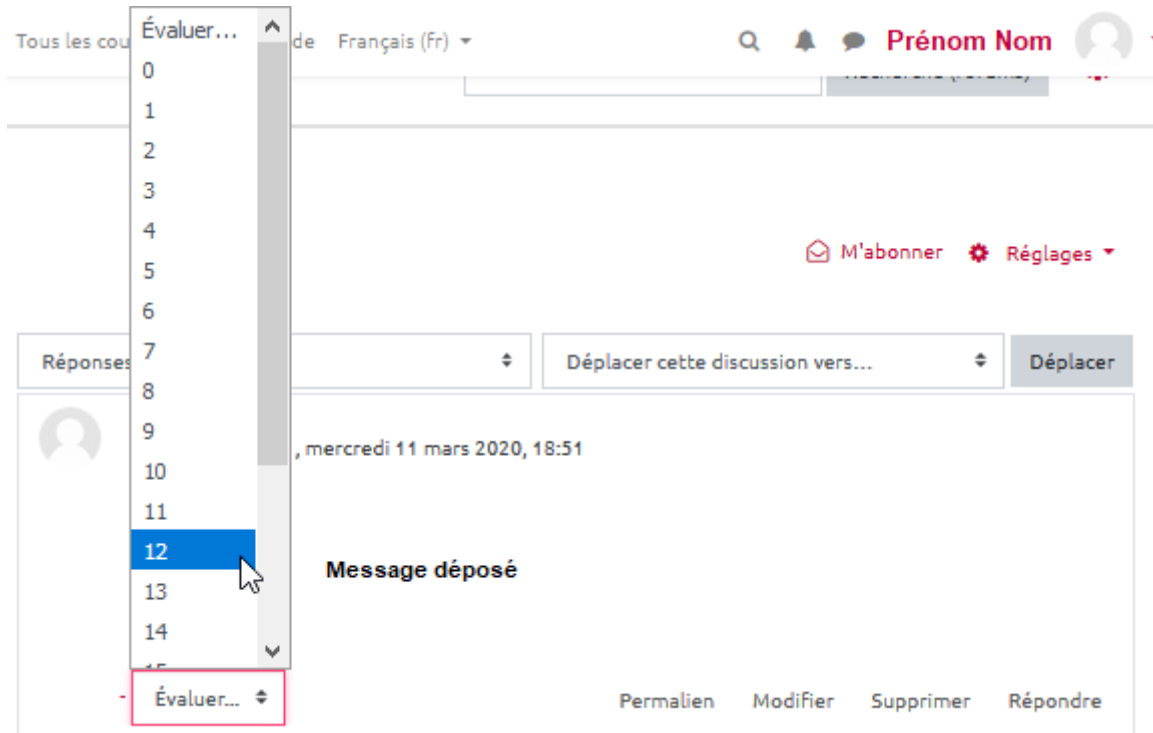 Tous les cou
de Français (fr)
Prénom Nom
Évaluer...
0
1
2
3
4
5
6
7
8
9
10
11
12
13
14
M'abonner Réglages
Réponses
Déplacer cette discussion vers... Déplacer
, mercredi 11 mars 2020, 18:51
Message déposé
Évaluer...
Permalien Modifier Supprimer Répondre